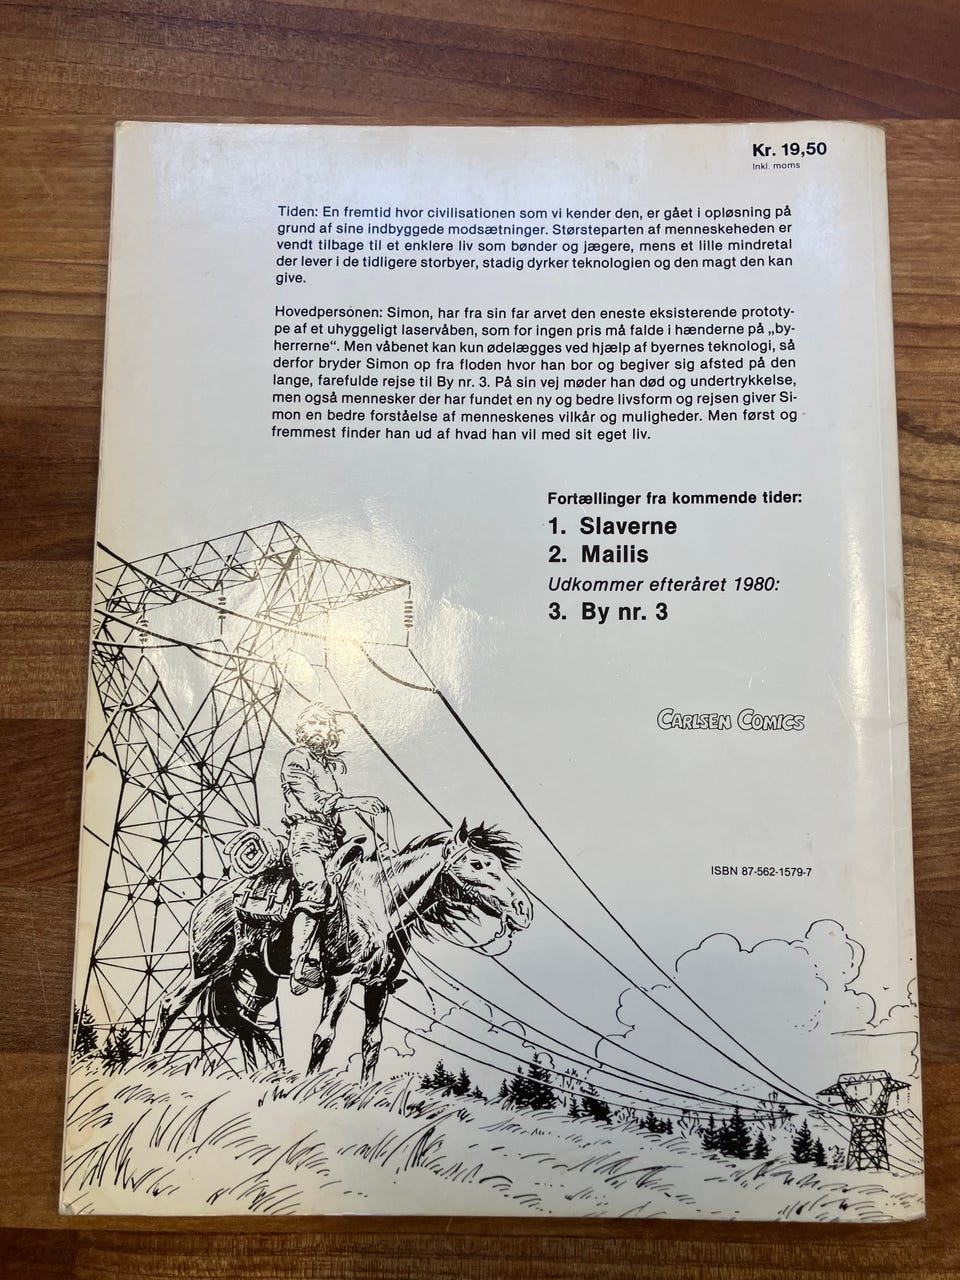 Kr. 19,50
Inkl. moms
Tiden: En fremtid hvor civilisationen som vi kender den, er gået i opløsning på
grund af sine indbyggede modsætninger. Størsteparten af menneskeheden er
vendt tilbage til et enklere liv som bønder og jægere, mens et lille mindretal
der lever i de tidligere storbyer, stadig dyrker teknologien og den magt den kan
give.
Hovedpersonen: Simon, har fra sin far arvet den eneste eksisterende prototy-
pe af et uhyggeligt laservåben, som for ingen pris må falde i hænderne på „by-
herrerne“. Men våbenet kan kun ødelægges ved hjælp af byernes teknologi, så
derfor bryder Simon op fra floden hvor han bor og begiver sig afsted på den
lange, farefulde rejse til By nr. 3. På sin vej møder han død og undertrykkelse,
men også mennesker der har fundet en ny og bedre livsform og rejsen giver Si-
mon en bedre forståelse af menneskenes vilkår og muligheder. Men først og
fremmest finder han ud af hvad han vil med sit eget liv.
Fortællinger fra kommende tider:
1. Slaverne
2. Mailis
Udkommer efteråret 1980:
3. By nr. 3
CARLSEN COMICS
ISBN 87-562-1579-7